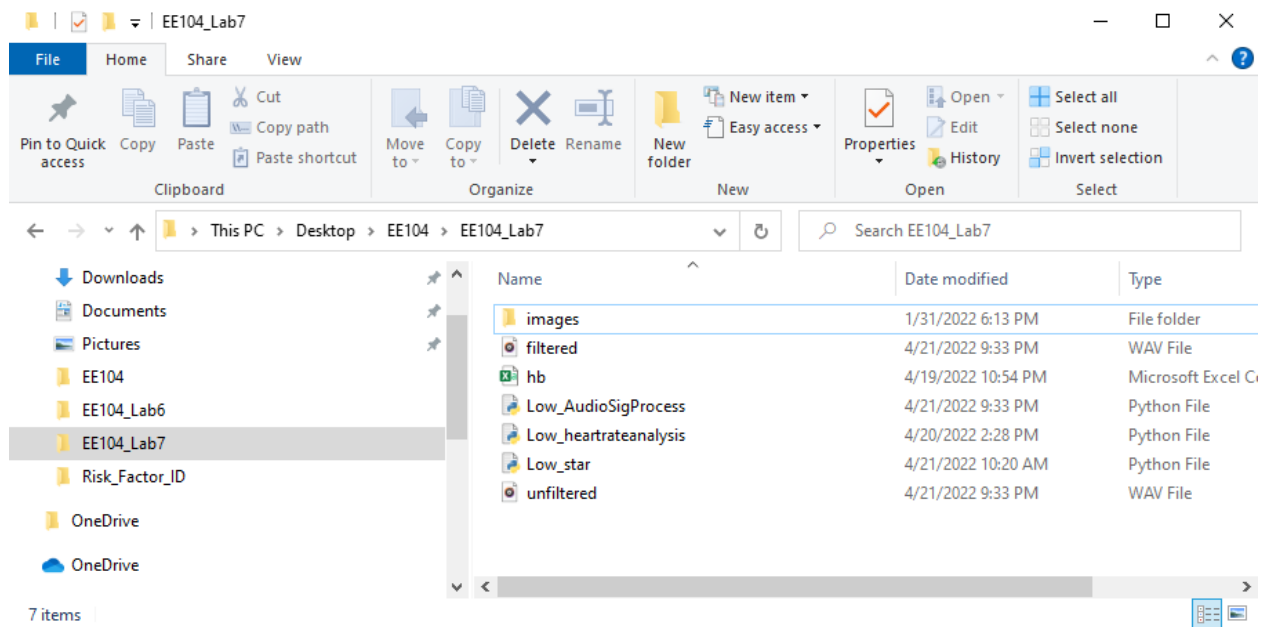 EE104_Lab7
File Home Share View
Pin to Quick access Copy Paste Cut Copy path Paste shortcut
Move to Copy to Delete Rename New folder New item Easy access
Properties Open Edit History Select all Select none Invert selection
Clipboard Organize New Open Select
This PC > Desktop > EE104 > EE104_Lab7 Search EE104_Lab7
Downloads
Documents
Pictures
EE104
EE104_Lab6
EE104_Lab7
Risk_Factor_ID
OneDrive
OneDrive
Name Date modified Type
images 1/31/2022 6:13 PM File folder
filtered 4/21/2022 9:33 PM WAV File
hb 4/19/2022 10:54 PM Microsoft Excel C
Low_AudioSigProcess 4/21/2022 9:33 PM Python File
Low_heartrateanalysis 4/20/2022 2:28 PM Python File
Low_star 4/21/2022 10:20 AM Python File
unfiltered 4/21/2022 9:33 PM WAV File
7 items